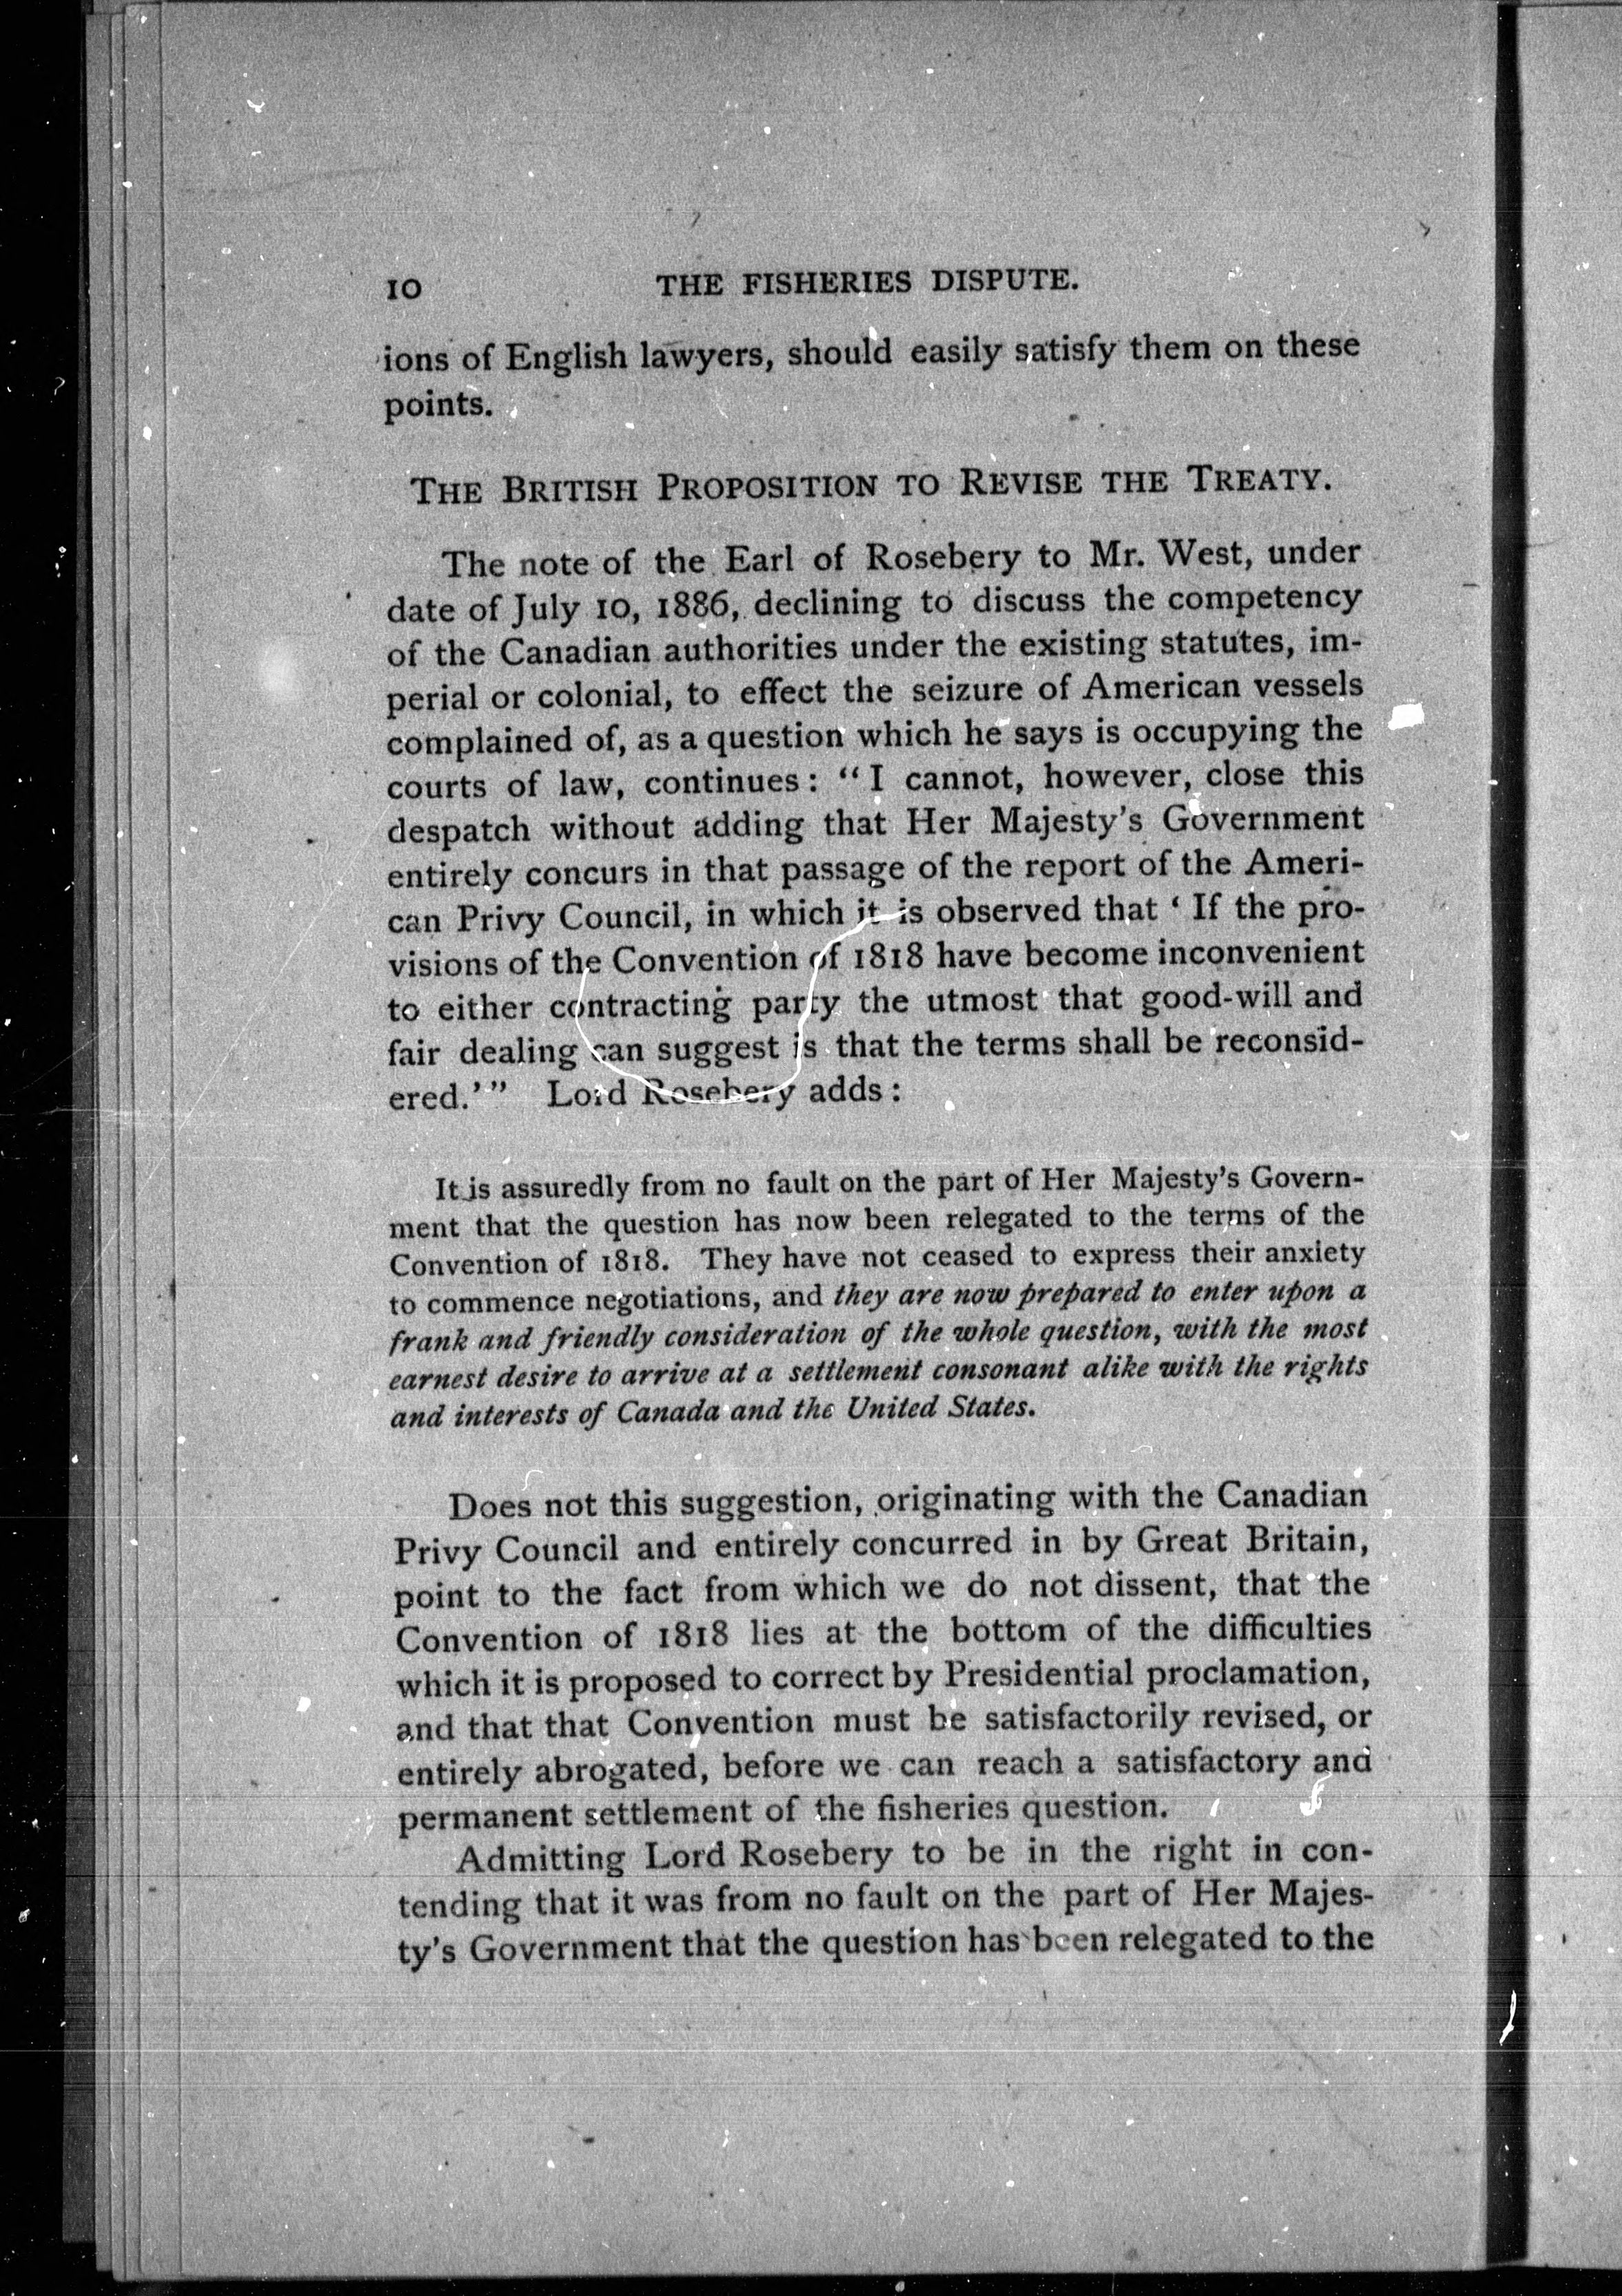 10 THE FISHERIES DISPUTE.
ions of English lawyers, should easily satisfy them on these
points.
THE BRITISH PROPOSITION TO REVISE THE TREATY.
The note of the Earl of Rosebery to Mr. West, under
date of July 10, 1886, declining to discuss the competency
of the Canadian authorities under the existing statutes, im-
perial or colonial, to effect the seizure of American vessels
complained of, as a question which he says is occupying the
courts of law, continues: "I cannot, however, close this
despatch without adding that Her Majesty's Government
entirely concurs in that passage of the report of the Ameri-
can Privy Council, in which it is observed that 'If the pro-
visions of the Convention of 1818 have become inconvenient
to either contracting party the utmost that good-will and
fair dealing can suggest is that the terms shall be reconsid-
ered.'" Lord Rosebery adds:
It is assuredly from no fault on the part of Her Majesty's Govern-
ment that the question has now been relegated to the terms of the
Convention of 1818. They have not ceased to express their anxiety
to commence negotiations, and they are now prepared to enter upon a
frank and friendly consideration of the whole question, with the most
earnest desire to arrive at a settlement consonant alike with the rights
and interests of Canada and the United States.
Does not this suggestion, originating with the Canadian
Privy Council and entirely concurred in by Great Britain,
point to the fact from which we do not dissent, that the
Convention of 1818 lies at the bottom of the difficulties
which it is proposed to correct by Presidential proclamation,
and that that Convention must be satisfactorily revised, or
entirely abrogated, before we can reach a satisfactory and
permanent settlement of the fisheries question.
Admitting Lord Rosebery to be in the right in con-
tending that it was from no fault on the part of Her Majes-
ty's Government that the question has been relegated to the